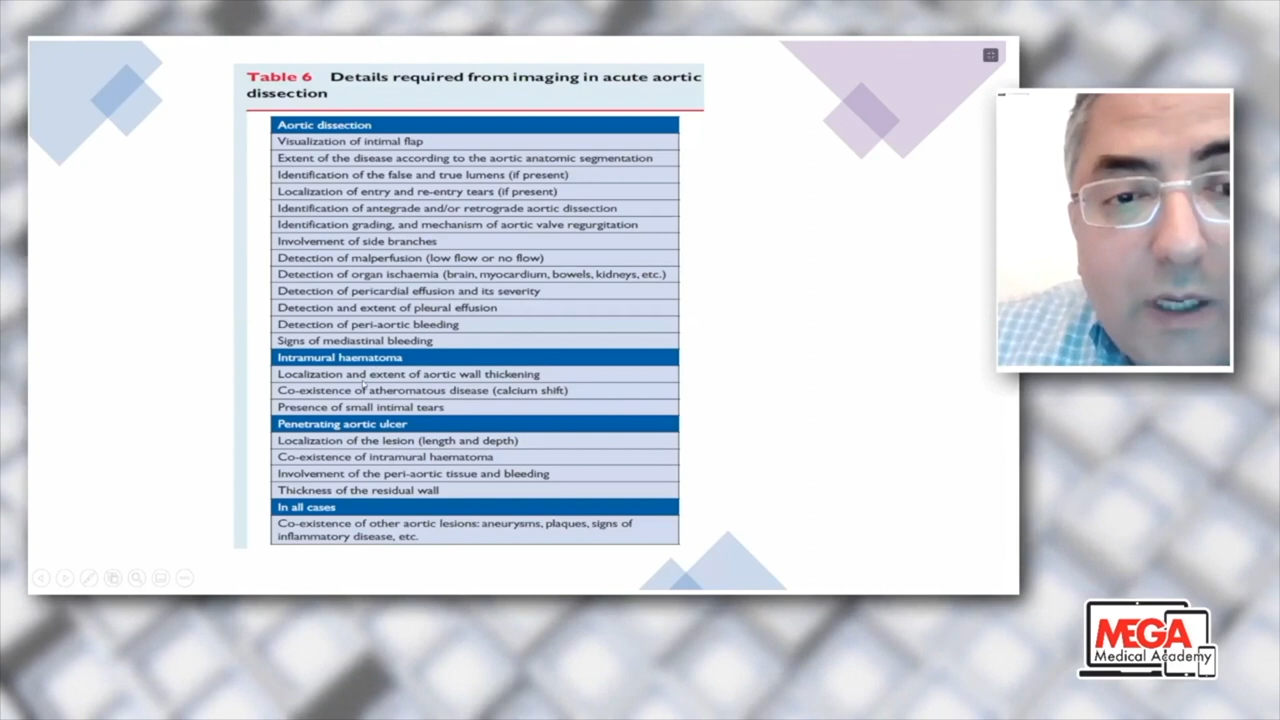 Table 6 Details required from imaging in acute aortic
dissection
Aortic dissection
Visualization of intimal flap
Extent of the disease according to the aortic anatomic segmentation
Identification of the false and true lumens (if present)
Localization of entry and re-entry tears (if present)
Identification of antegrade and/or retrograde aortic dissection
Identification grading, and mechanism of aortic valve regurgitation
Involvement of side branches
Detection of malperfusion (low flow or no flow)
Detection of organ ischaemia (brain, myocardium, bowels, kidneys, etc.)
Detection of pericardial effusion and its severity
Detection and extent of pleural effusion
Detection of peri-aortic bleeding
Signs of mediastinal bleeding
Intramural haematoma
Localization and extent of aortic wall thickening
Co-existence of atheromatous disease (calcium shift)
Presence of small intimal tears
Penetrating aortic ulcer
Localization of the lesion (length and depth)
Co-existence of intramural haematoma
Involvement of the peri-aortic tissue and bleeding
Thickness of the residual wall
In all cases
Co-existence of other aortic lesions: aneurysms, plaques, signs of
inflammatory disease, etc.
MEGA
Medical Academy